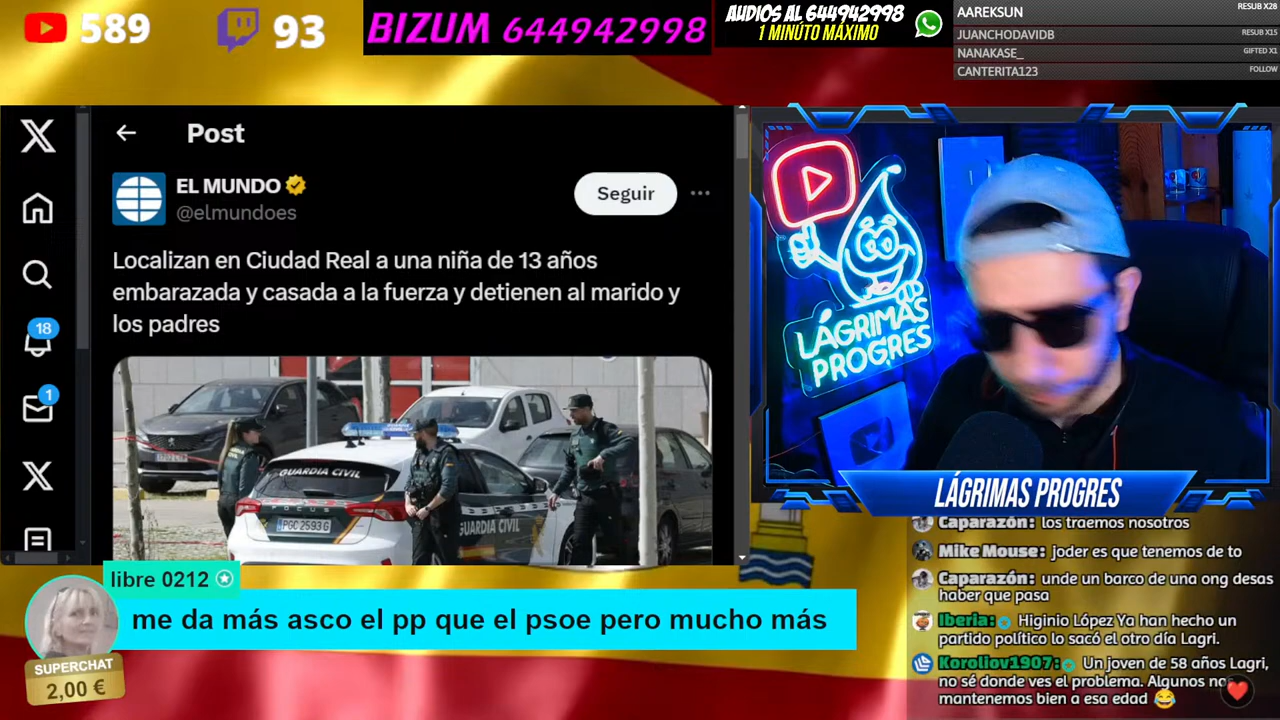 589
93
BIZUM 644942998
AUDIOS AL 644942998
1 MINÚTO MÁXIMO
AAREKSUN RESUB X28
JUANCHODAVIDB RESUB X15
NANAKASE_ GIFTED X1
CANTERITA123 FOLLOW
Post
EL MUNDO
@elmundoes
Seguir
Localizan en Ciudad Real a una niña de 13 años
embarazada y casada a la fuerza y detienen al marido y
los padres
18
1
GUARDIA CIVIL
FOCUS
PGC 2593 G
GUARDIA CIVIL
LÁGRIMAS
PROGRES
LÁGRIMAS PROGRES
Caparazón: los traemos nosotros
Mike Mouse: joder es que tenemos de to
Caparazón: unde un barco de una ong desas
haber que pasa
Iberia: Higinio López Ya han hecho un
partido político lo sacó el otro día Lagri.
Koroliov1907: Un joven de 58 años Lagri,
no sé donde ves el problema. Algunos nos
mantenemos bien a esa edad 😂
libre 0212
me da más asco el pp que el psoe pero mucho más
SUPERCHAT
2,00 €